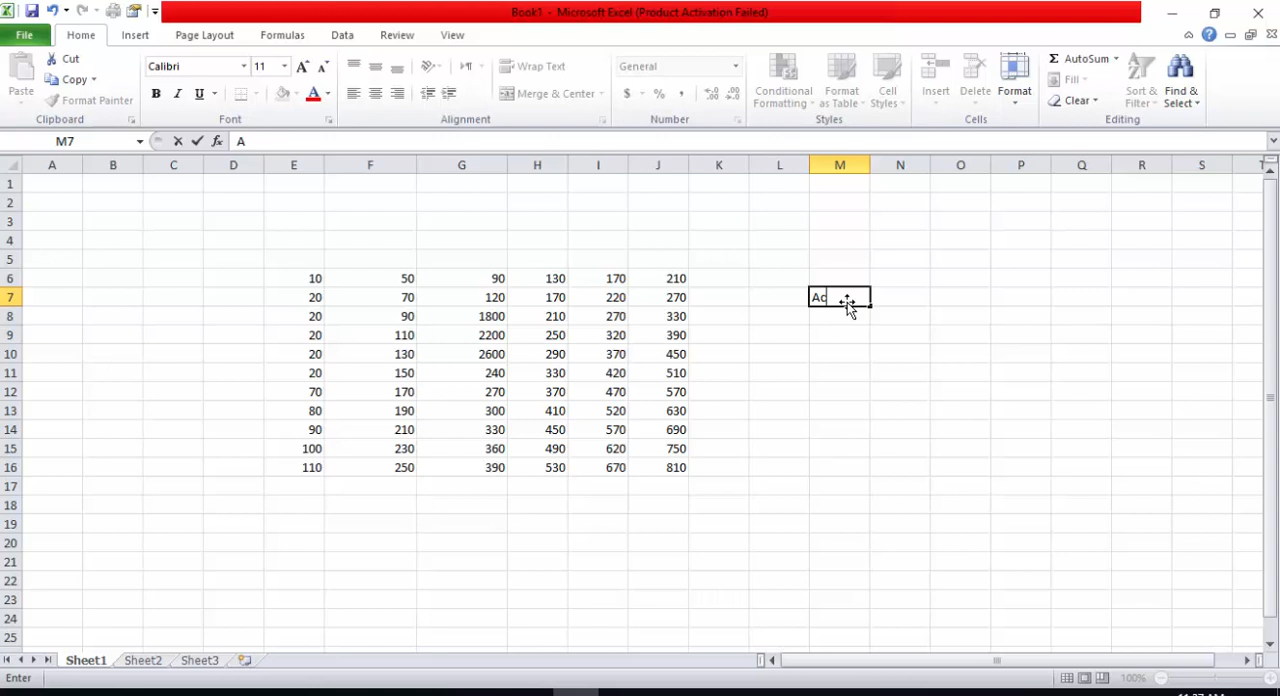 Book1 - Microsoft Excel (Product Activation Failed)
File Home Insert Page Layout Formulas Data Review View
Paste
Cut
Copy
Format Painter
Clipboard
Calibri 11
B I U
Font
Wrap Text
Merge & Center
Alignment
General
$ % ,
Number
Conditional Formatting
Format as Table
Cell Styles
Styles
Insert Delete Format
Cells
AutoSum
Fill
Clear
Sort & Filter
Find & Select
Editing
M7 fx A
A B C D E F G H I J K L M N O P Q R S T
1
2
3
4
5
6 10 50 90 130 170 210
7 20 70 120 170 220 270 Ac
8 20 90 1800 210 270 330
9 20 110 2200 250 320 390
10 20 130 2600 290 370 450
11 20 150 240 330 420 510
12 70 170 270 370 470 570
13 80 190 300 410 520 630
14 90 210 330 450 570 690
15 100 230 360 490 620 750
16 110 250 390 530 670 810
17
18
19
20
21
22
23
24
25
Sheet1 Sheet2 Sheet3
Enter 100%